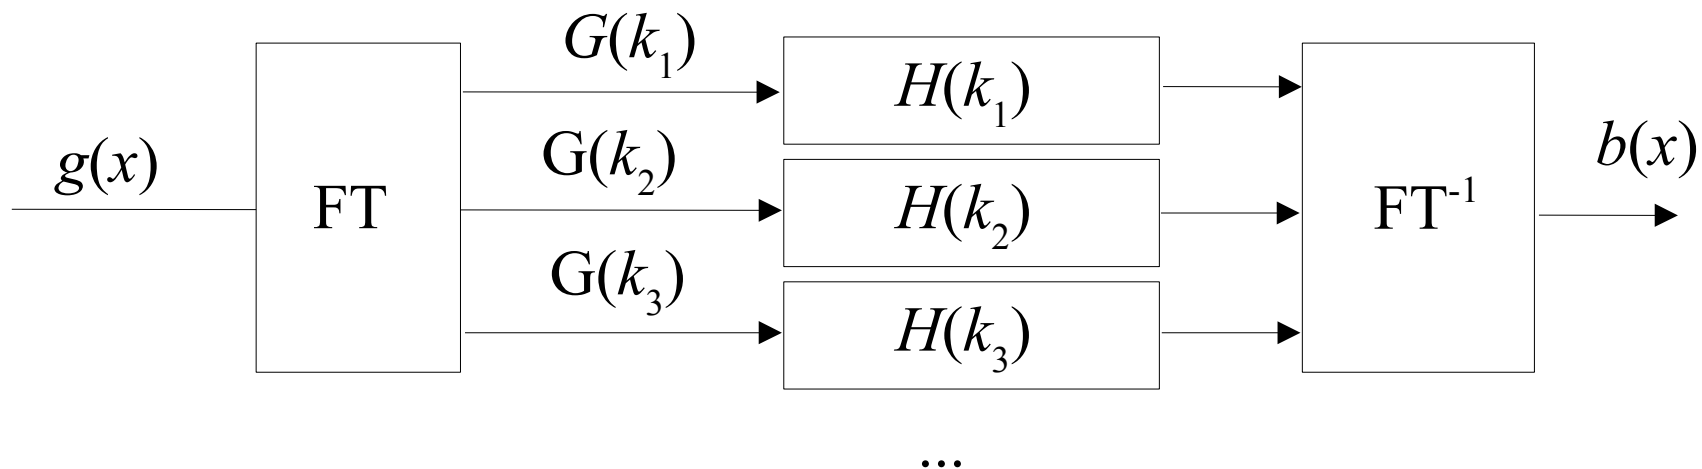 G(k₁)
H(k₁)
g(x)
FT
G(k₂)
H(k₂)
FT⁻¹
b(x)
G(k₃)
H(k₃)
...